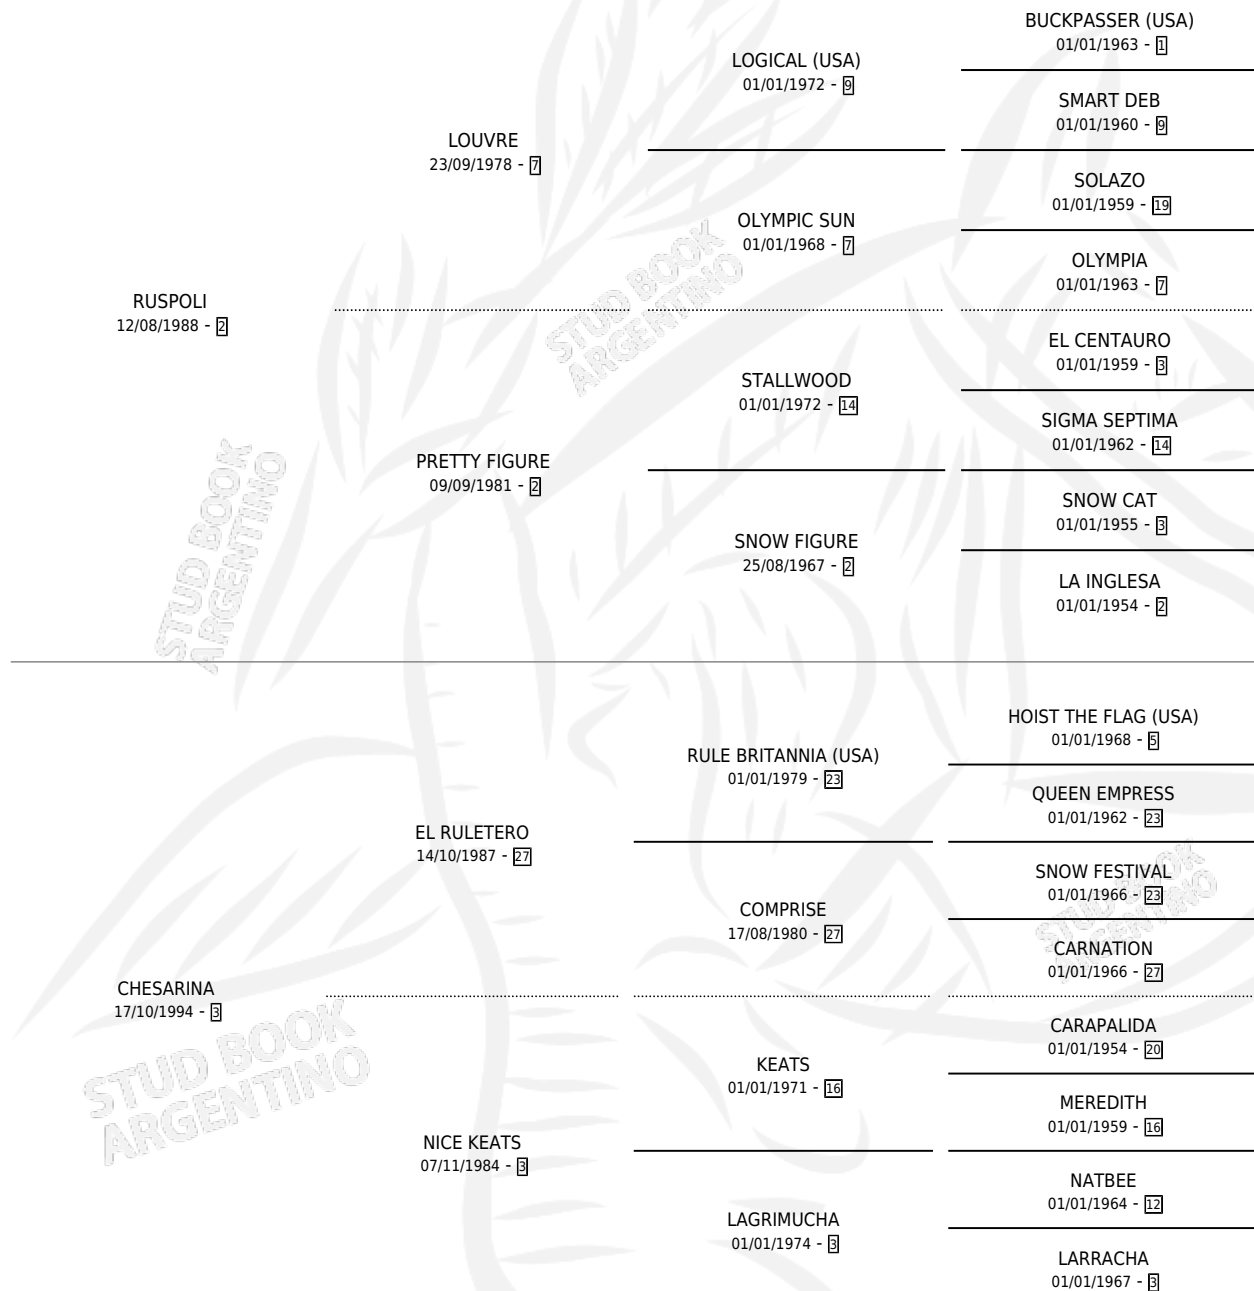 BUCKPASSER (USA)
01/01/1963 - 1
LOGICAL (USA)
01/01/1972 - 9
SMART DEB
01/01/1960 - 9
LOUVRE
23/09/1978 - 7
SOLAZO
01/01/1959 - 19
OLYMPIC SUN
01/01/1968 - 7
OLYMPIA
01/01/1963 - 7
RUSPOLI
12/08/1988 - 2
EL CENTAURO
01/01/1959 - 3
STALLWOOD
01/01/1972 - 14
SIGMA SEPTIMA
01/01/1962 - 14
PRETTY FIGURE
09/09/1981 - 2
SNOW CAT
01/01/1955 - 3
SNOW FIGURE
25/08/1967 - 2
LA INGLESA
01/01/1954 - 2
HOIST THE FLAG (USA)
01/01/1968 - 5
RULE BRITANNIA (USA)
01/01/1979 - 23
QUEEN EMPRESS
01/01/1962 - 23
EL RULETERO
14/10/1987 - 27
SNOW FESTIVAL
01/01/1966 - 23
COMPRISE
17/08/1980 - 27
CARNATION
01/01/1966 - 27
CHESARINA
17/10/1994 - 3
CARAPALIDA
01/01/1954 - 20
KEATS
01/01/1971 - 16
MEREDITH
01/01/1959 - 16
NICE KEATS
07/11/1984 - 3
NATBEE
01/01/1964 - 12
LAGRIMUCHA
01/01/1974 - 3
LARRACHA
01/01/1967 - 3
STUD BOOK
ARGENTINO
STUD BOOK
ARGENTINO
STUD BOOK
ARGENTINO
STUD BOOK
ARGENTINO